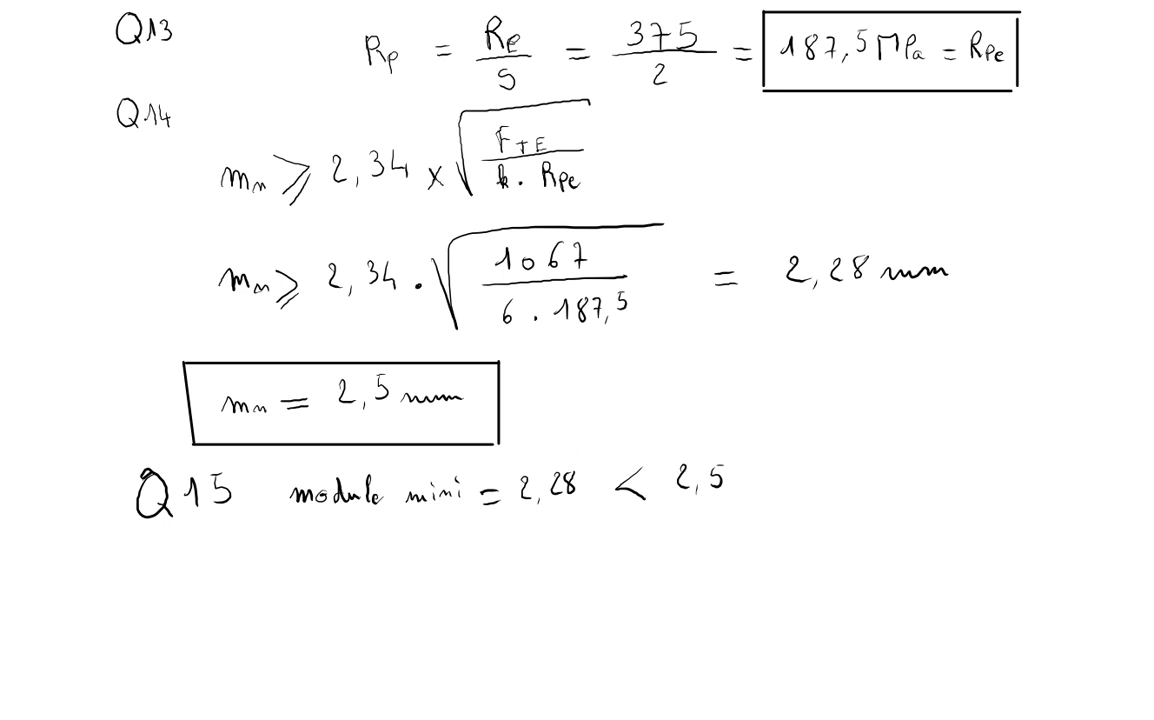 Q13
Rp = Re/s = 375/2 = 187,5 MPa = Rpe
Q14
mn ⩾ 2,34 × √(FTE / k . Rpe)
mn ⩾ 2,34 . √(1067 / 6 . 187,5) = 2,28 mm
mn = 2,5 mm
Q15 module mini = 2,28 < 2,5